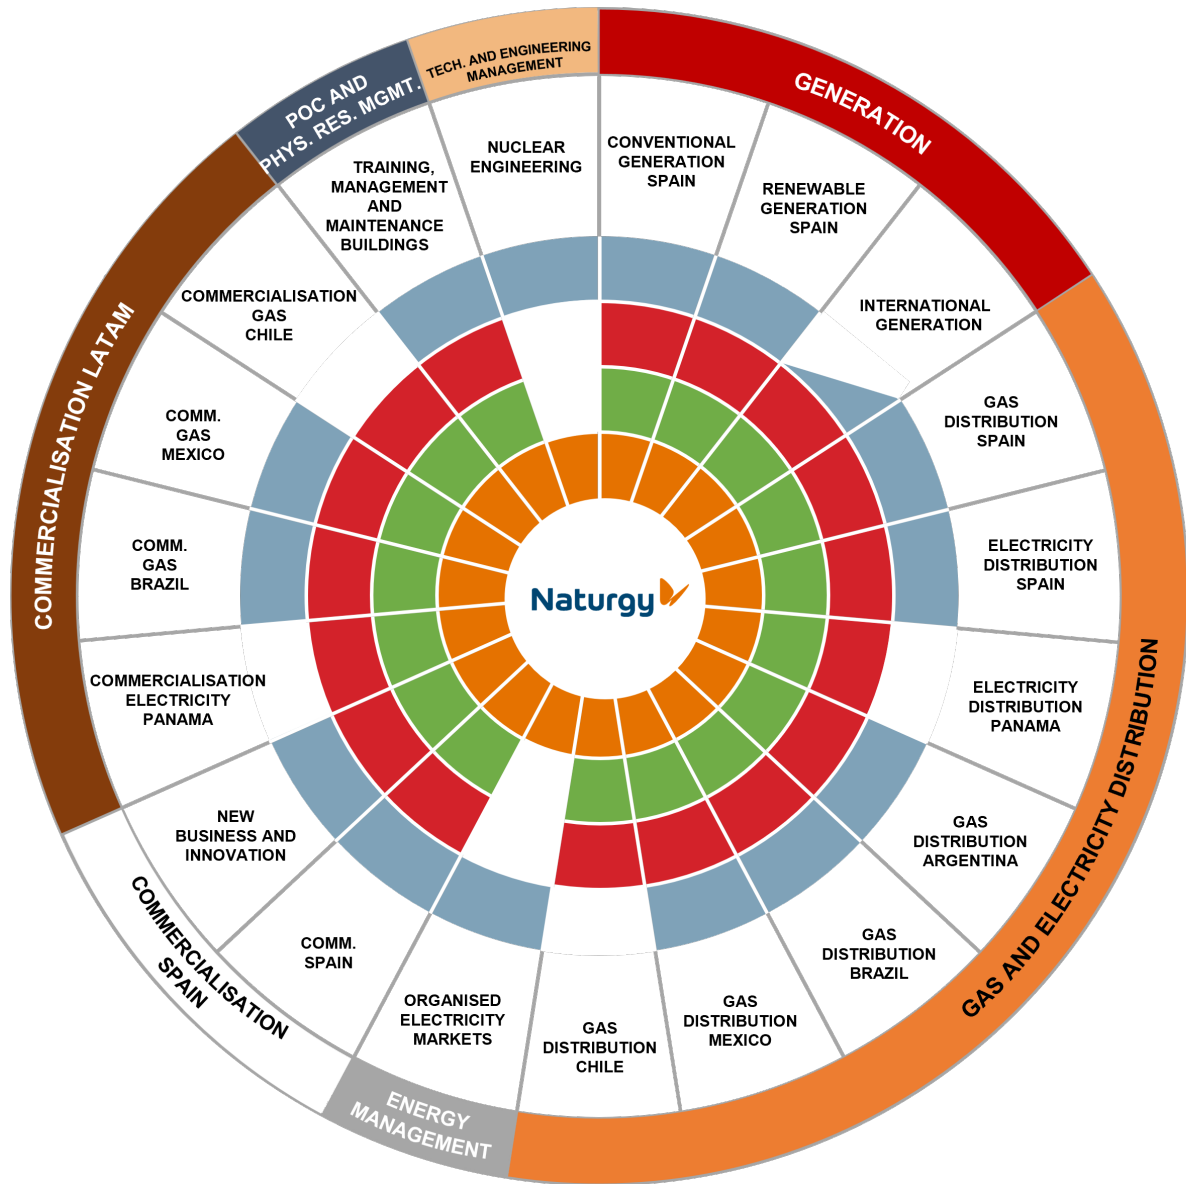 TECH. AND ENGINEERING
MANAGEMENT
GENERATION
POC AND
PHYS. RES. MGMT.
NUCLEAR
ENGINEERING
CONVENTIONAL
GENERATION
SPAIN
RENEWABLE
GENERATION
SPAIN
INTERNATIONAL
GENERATION
GAS
DISTRIBUTION
SPAIN
ELECTRICITY
DISTRIBUTION
SPAIN
ELECTRICITY
DISTRIBUTION
PANAMA
GAS
DISTRIBUTION
ARGENTINA
GAS
DISTRIBUTION
BRAZIL
GAS
DISTRIBUTION
MEXICO
GAS
DISTRIBUTION
CHILE
GAS AND ELECTRICITY DISTRIBUTION
ORGANISED
ELECTRICITY
MARKETS
ENERGY
MANAGEMENT
COMM.
SPAIN
NEW
BUSINESS AND
INNOVATION
COMMERCIALISATION
SPAIN
COMMERCIALISATION
ELECTRICITY
PANAMA
COMM.
GAS
BRAZIL
COMM.
GAS
MEXICO
COMMERCIALISATION
GAS
CHILE
COMMERCIALISATION LATAM
TRAINING,
MANAGEMENT
AND
MAINTENANCE
BUILDINGS
Naturgy